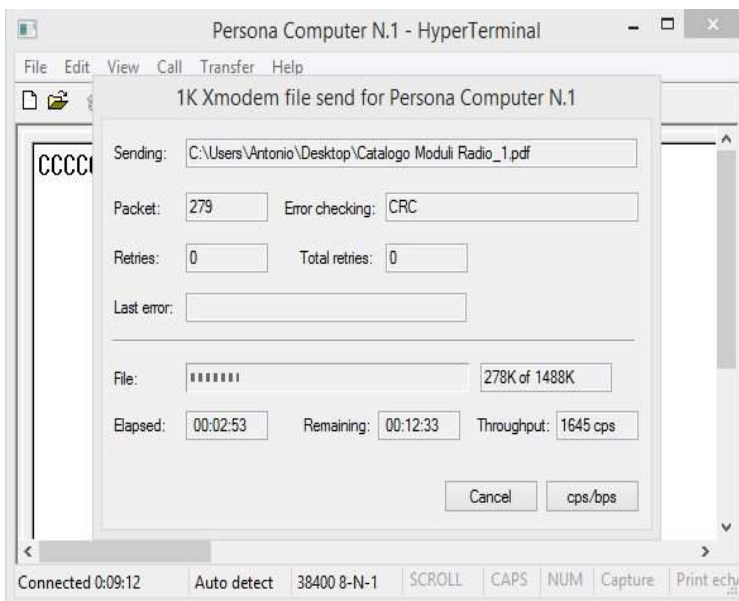 Persona Computer N.1 - HyperTerminal
File Edit View Call Transfer Help
1K Xmodem file send for Persona Computer N.1
CCCC
Sending: C:\Users\Antonio\Desktop\Catalogo Moduli Radio_1.pdf
Packet: 279 Error checking: CRC
Retries: 0 Total retries: 0
Last error:
File: 278K of 1488K
Elapsed: 00:02:53 Remaining: 00:12:33 Throughput: 1645 cps
Cancel cps/bps
Connected 0:09:12 Auto detect 38400 8-N-1 SCROLL CAPS NUM Capture Print echo